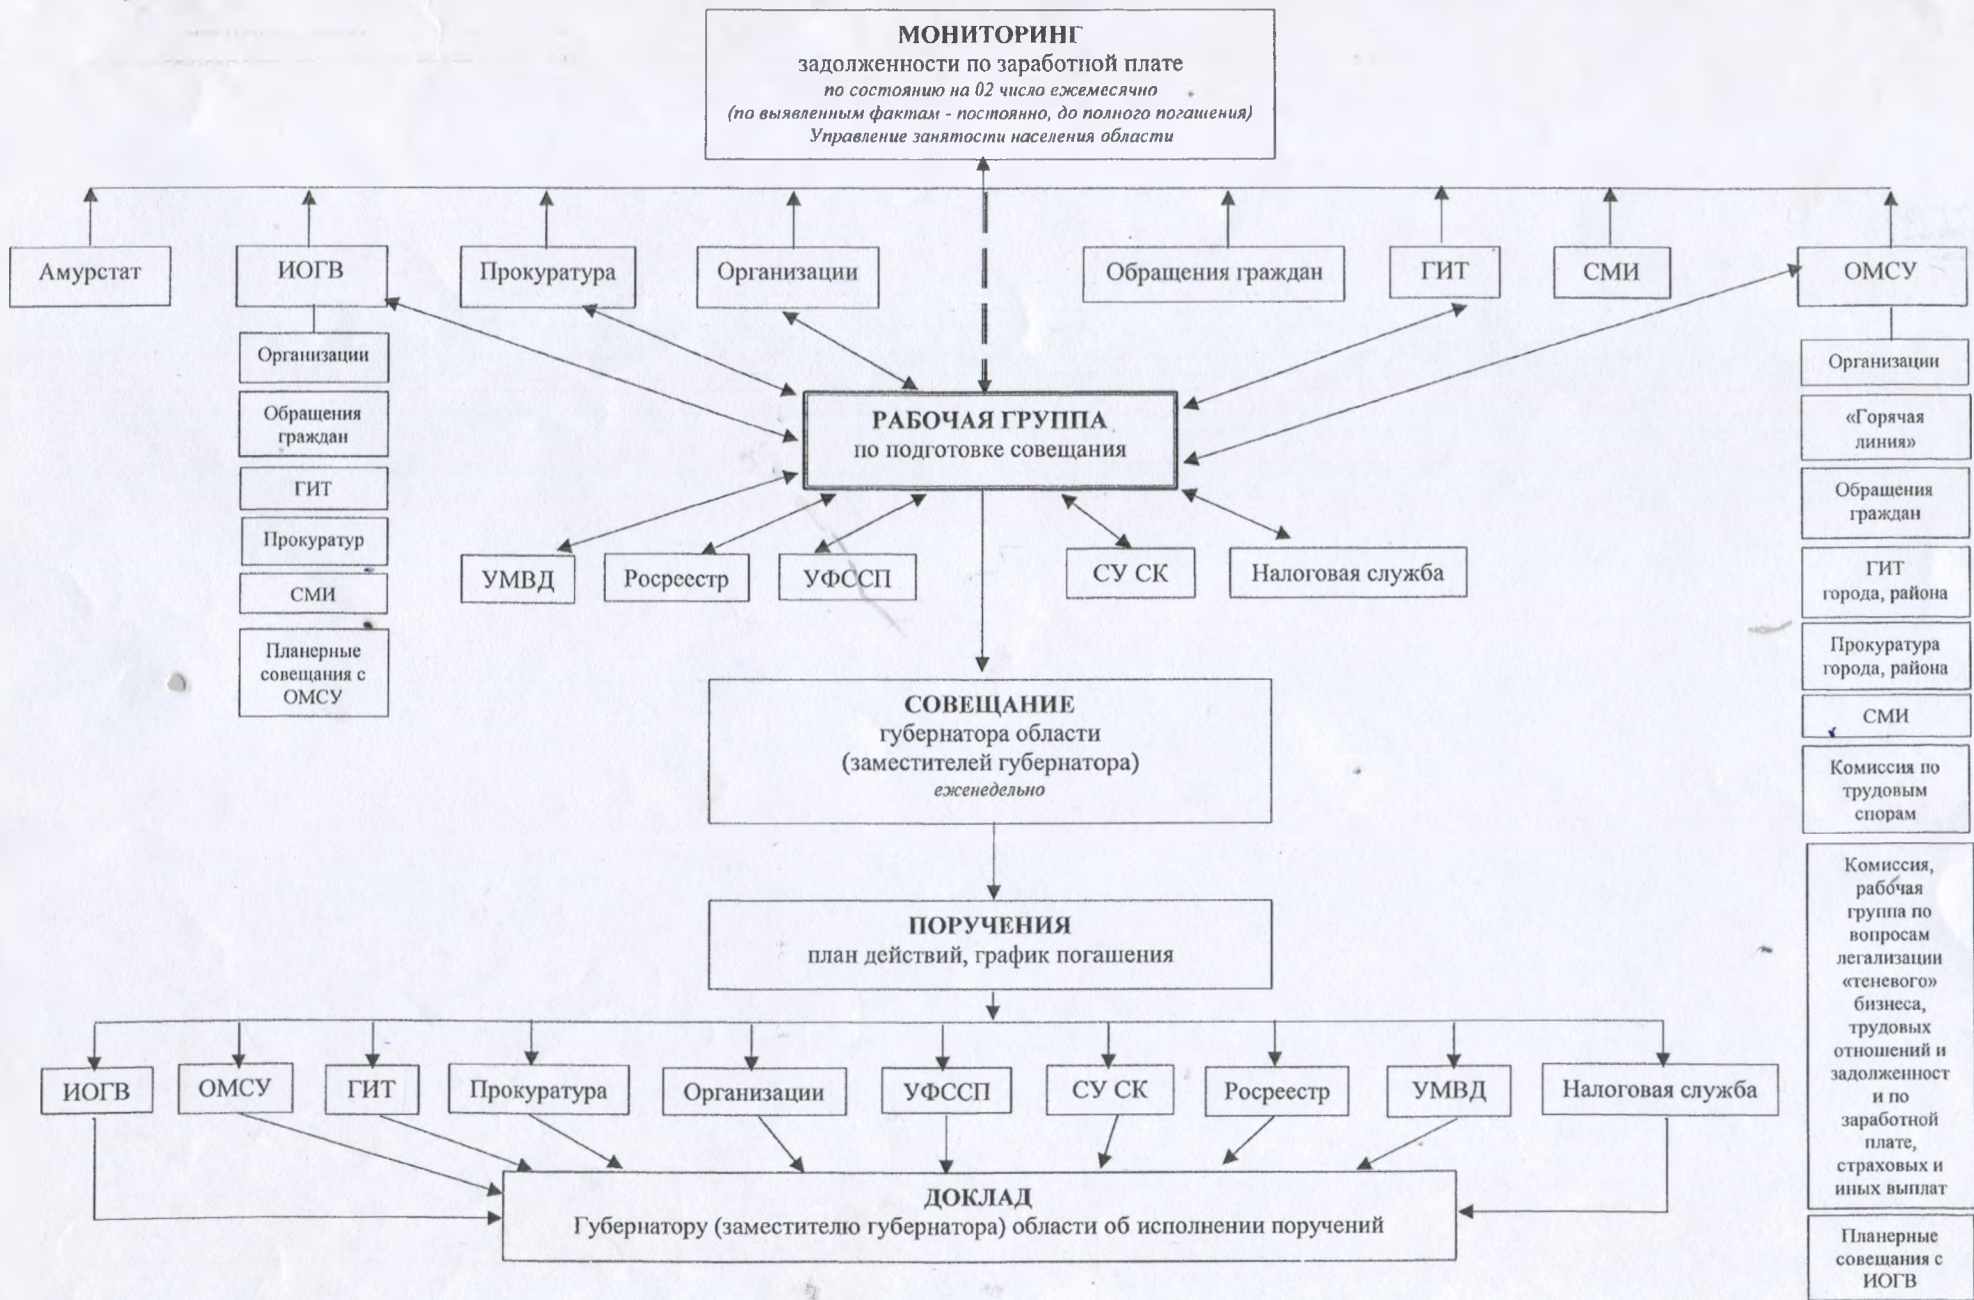 МОНИТОРИНГ
задолженности по заработной плате
по состоянию на 02 число ежемесячно
(по выявленным фактам - постоянно, до полного погашения)
Управление занятости населения области
Амурстат
ИОГВ
Прокуратура
Организации
Обращения граждан
ГИТ
СМИ
ОМСУ
Организации
Обращения
граждан
ГИТ
Прокуратур
СМИ
Планерные
совещания с
ОМСУ
РАБОЧАЯ ГРУППА
по подготовке совещания
УМВД
Росреестр
УФССП
СУ СК
Налоговая служба
Организации
«Горячая
линия»
Обращения
граждан
ГИТ
города, района
Прокуратура
города, района
СМИ
Комиссия по
трудовым
спорам
Комиссия,
рабочая
группа по
вопросам
легализации
«теневого»
бизнеса,
трудовых
отношений и
задолженност
и по
заработной
плате,
страховых и
иных выплат
Планерные
совещания с
ИОГВ
СОВЕЩАНИЕ
губернатора области
(заместителей губернатора)
еженедельно
ПОРУЧЕНИЯ
план действий, график погашения
ИОГВ
ОМСУ
ГИТ
Прокуратура
Организации
УФССП
СУ СК
Росреестр
УМВД
Налоговая служба
ДОКЛАД
Губернатору (заместителю губернатора) области об исполнении поручений